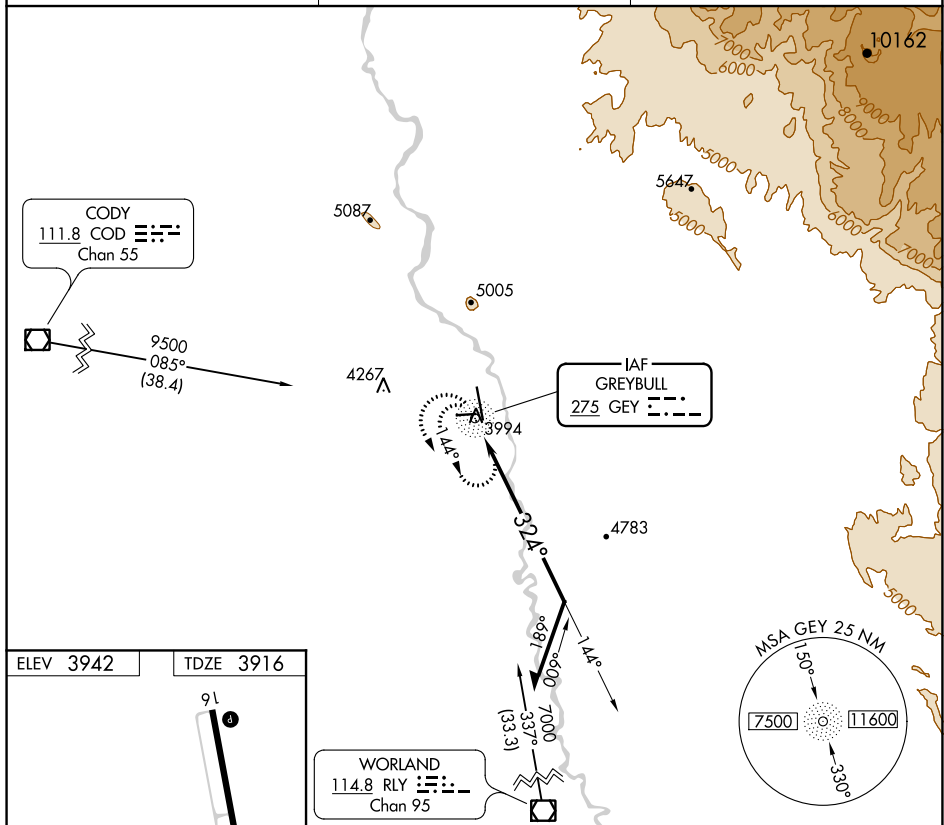 10162
7000
6000
9000
8000
5000
5647
5000
6000
7000
5087
CODY
111.8 COD
Chan 55
5005
9500
085°
(38.4)
4267
IAF
GREYBULL
275 GEY
3994
144°
324°
4783
5000
189°
009°
144°
7000
337°
(33.3)
MSA GEY 25 NM
150°
7500
11600
330°
ELEV 3942
TDZE 3916
16
P
WORLAND
114.8 RLY
Chan 95